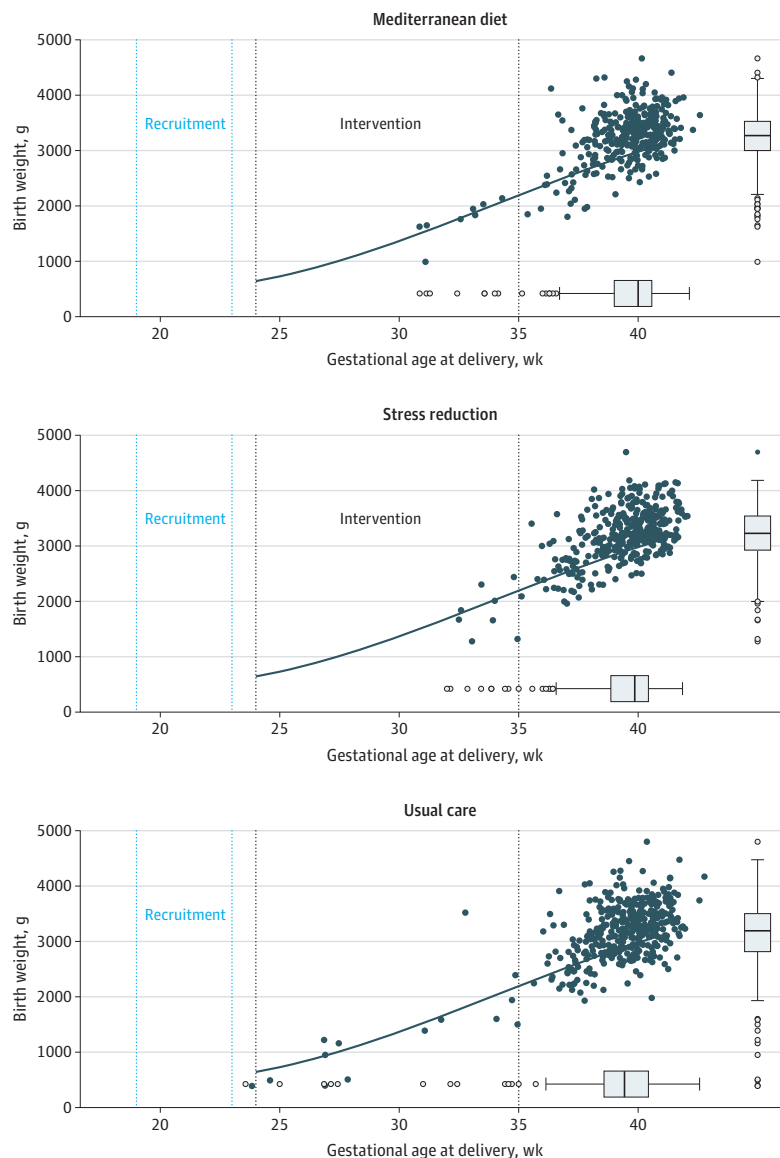 Mediterranean diet
5000
4000
3000
2000
1000
0
Birth weight, g
Recruitment
Intervention
20
25
30
35
40
Gestational age at delivery, wk
Stress reduction
5000
4000
3000
2000
1000
0
Birth weight, g
Recruitment
Intervention
20
25
30
35
40
Gestational age at delivery, wk
Usual care
5000
4000
3000
2000
1000
0
Birth weight, g
Recruitment
20
25
30
35
40
Gestational age at delivery, wk